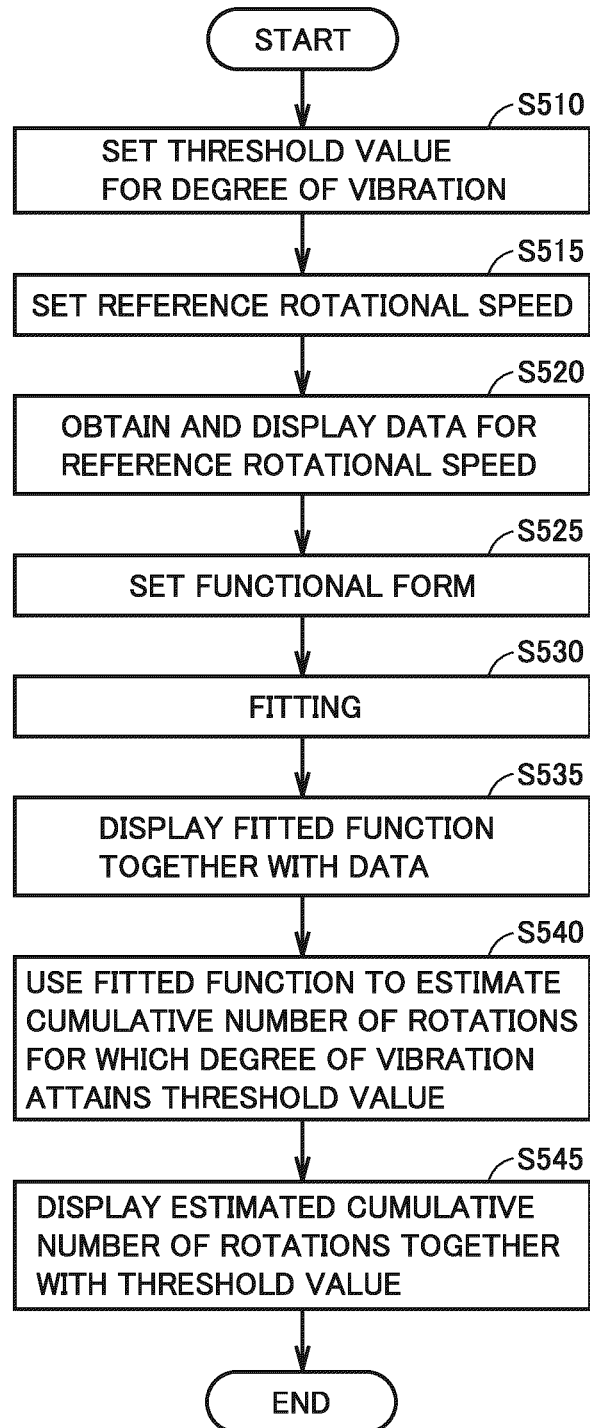 START
S510
SET THRESHOLD VALUE
FOR DEGREE OF VIBRATION
S515
SET REFERENCE ROTATIONAL SPEED
S520
OBTAIN AND DISPLAY DATA FOR
REFERENCE ROTATIONAL SPEED
S525
SET FUNCTIONAL FORM
S530
FITTING
S535
DISPLAY FITTED FUNCTION
TOGETHER WITH DATA
S540
USE FITTED FUNCTION TO ESTIMATE
CUMULATIVE NUMBER OF ROTATIONS
FOR WHICH DEGREE OF VIBRATION
ATTAINS THRESHOLD VALUE
S545
DISPLAY ESTIMATED CUMULATIVE
NUMBER OF ROTATIONS TOGETHER
WITH THRESHOLD VALUE
END